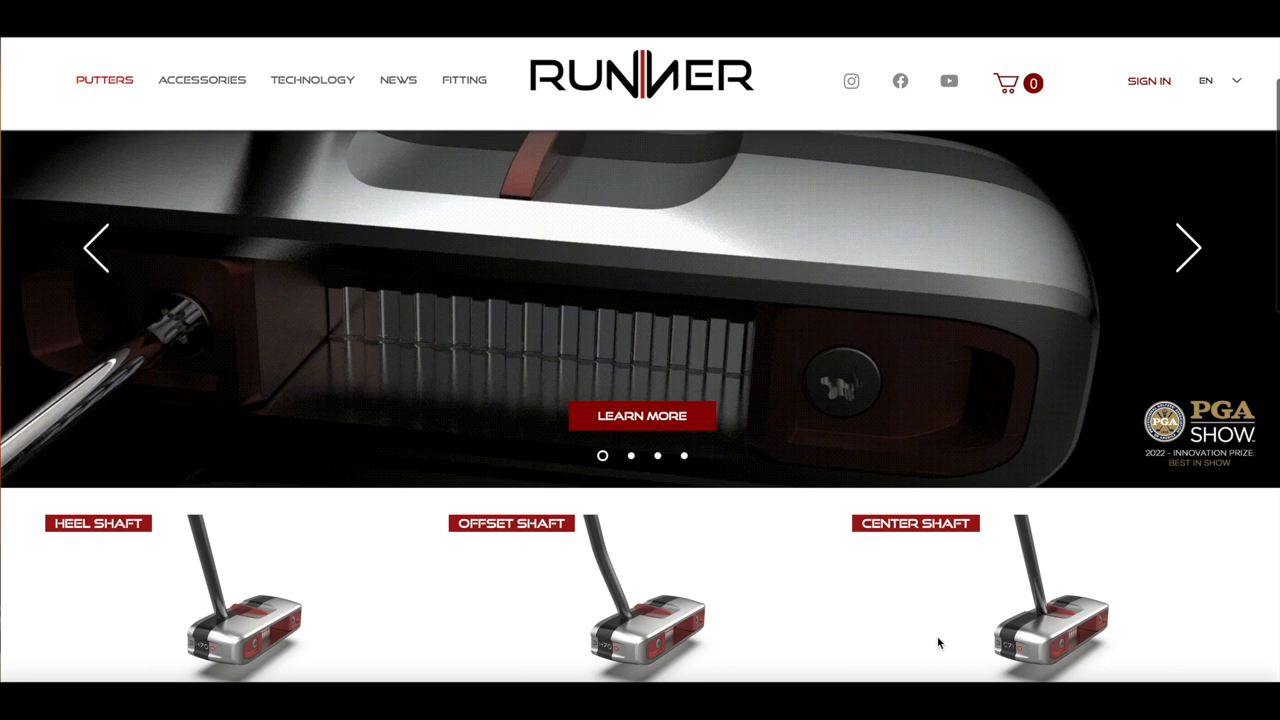 PUTTERS ACCESSORIES TECHNOLOGY NEWS FITTING RUNNER 0 SIGN IN EN
LEARN MORE
PGA
PGA
SHOW
2022 - INNOVATION PRIZE
BEST IN SHOW
HEEL SHAFT OFFSET SHAFT CENTER SHAFT